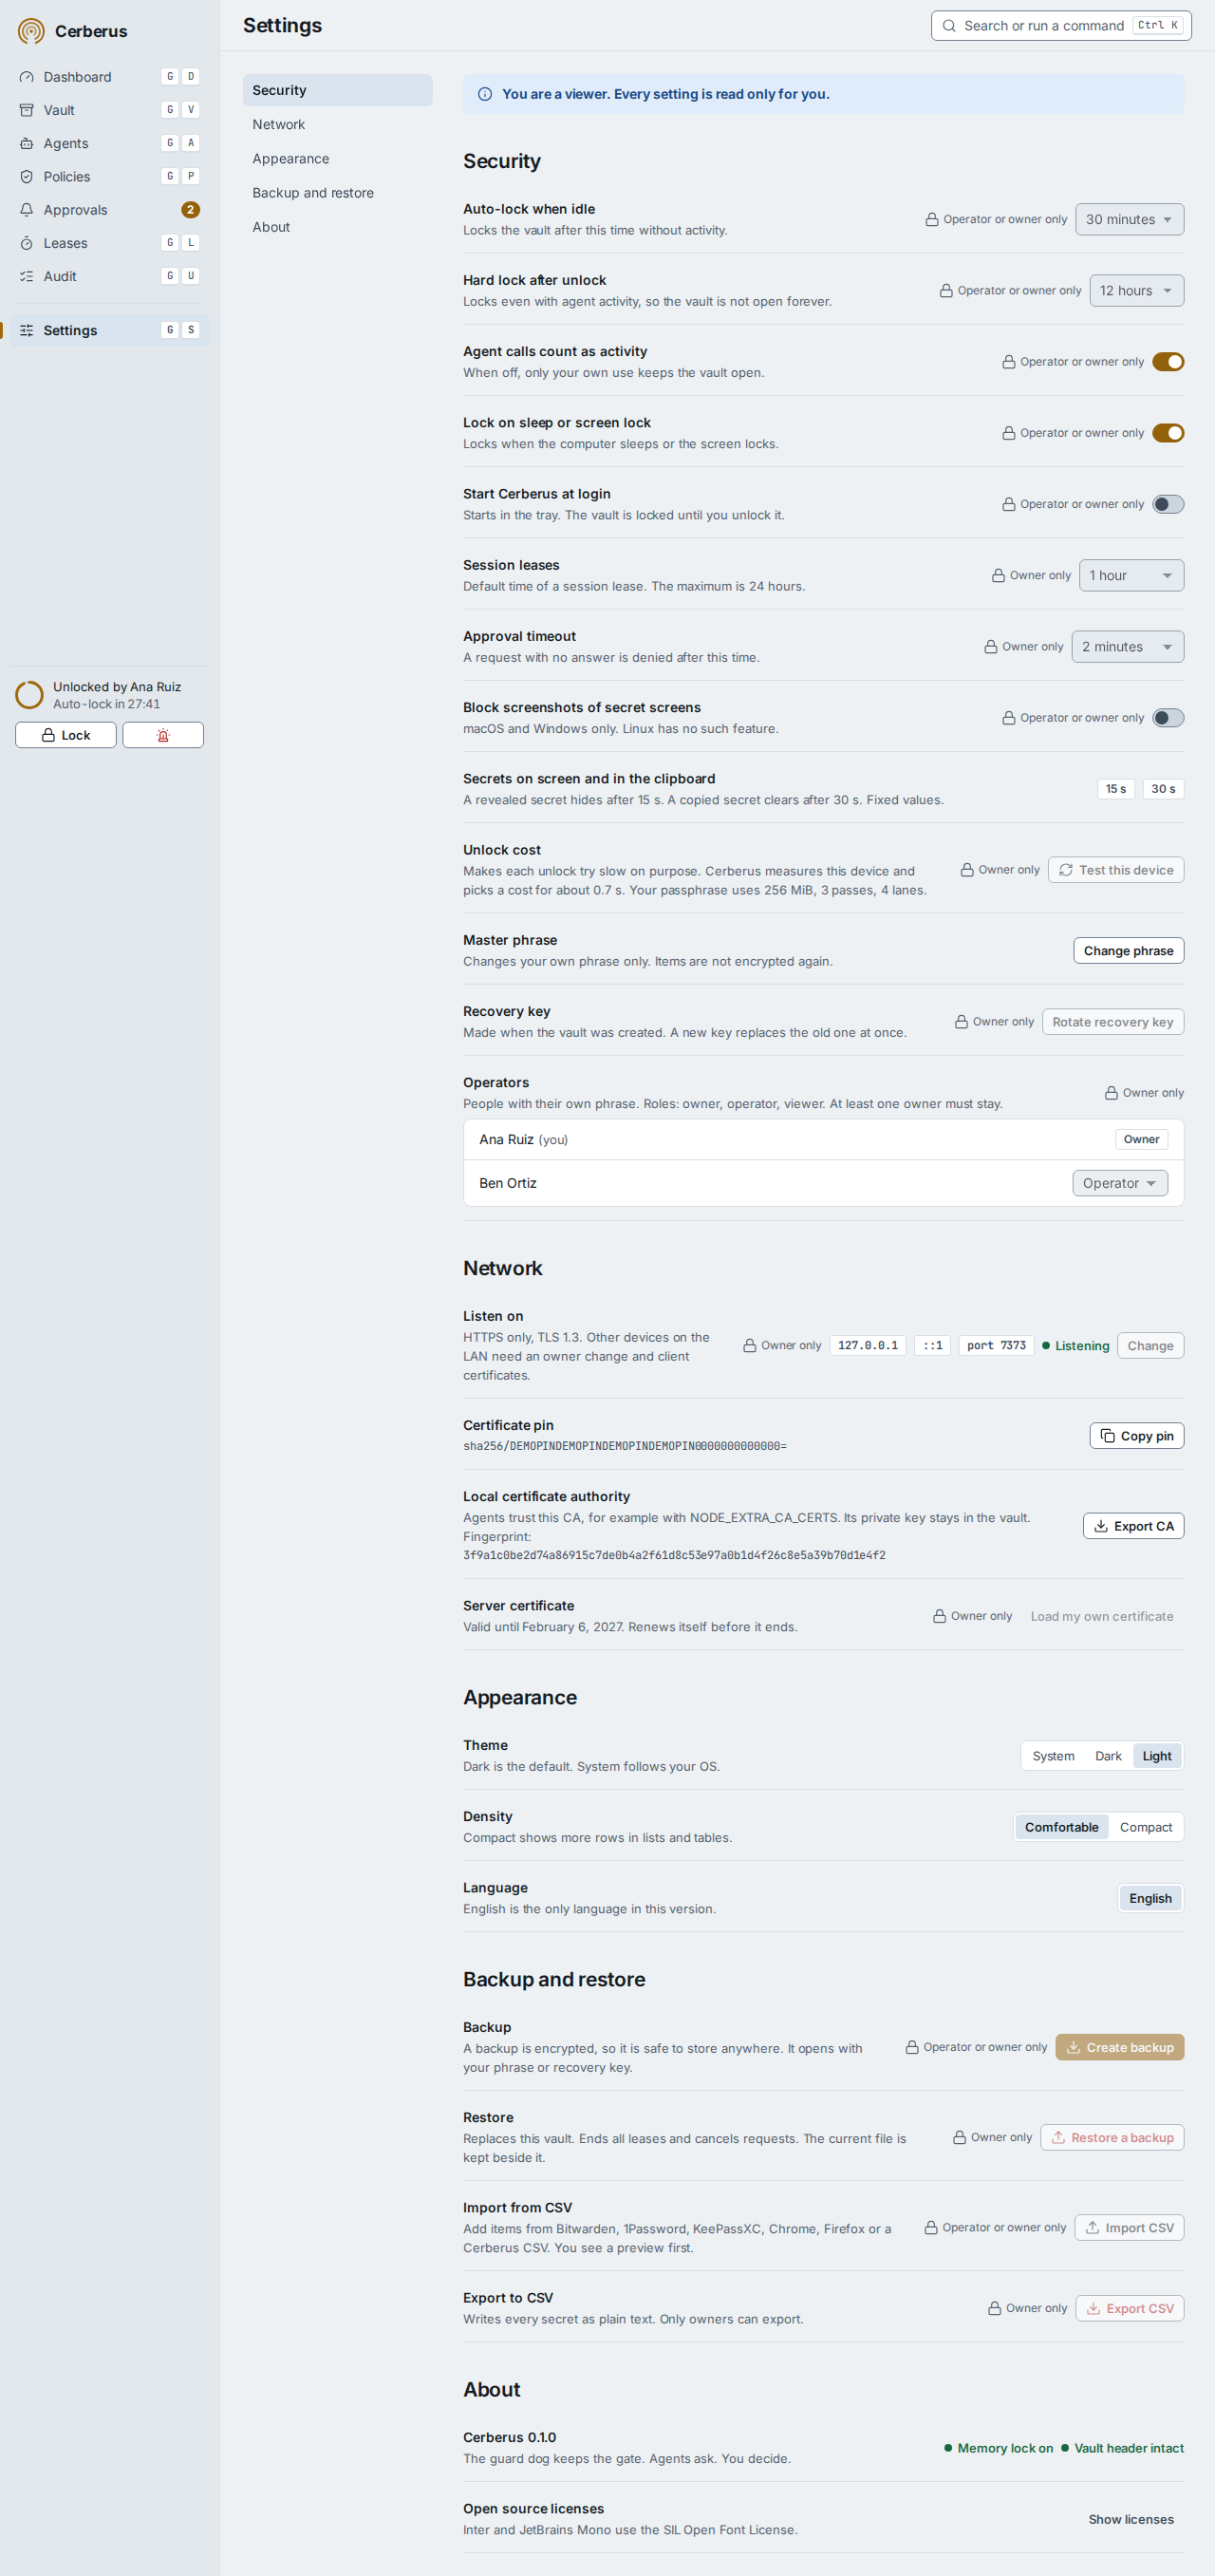 Cerberus
Dashboard G D
Vault G V
Agents G A
Policies G P
Approvals 2
Leases G L
Audit G U
Settings G S
Unlocked by Ana Ruiz
Auto-lock in 27:41
Lock
Settings
Search or run a command Ctrl K
Security
Network
Appearance
Backup and restore
About
You are a viewer. Every setting is read only for you.
Security
Auto-lock when idle
Locks the vault after this time without activity.
Operator or owner only 30 minutes
Hard lock after unlock
Locks even with agent activity, so the vault is not open forever.
Operator or owner only 12 hours
Agent calls count as activity
When off, only your own use keeps the vault open.
Operator or owner only
Lock on sleep or screen lock
Locks when the computer sleeps or the screen locks.
Operator or owner only
Start Cerberus at login
Starts in the tray. The vault is locked until you unlock it.
Operator or owner only
Session leases
Default time of a session lease. The maximum is 24 hours.
Owner only 1 hour
Approval timeout
A request with no answer is denied after this time.
Owner only 2 minutes
Block screenshots of secret screens
macOS and Windows only. Linux has no such feature.
Operator or owner only
Secrets on screen and in the clipboard
A revealed secret hides after 15 s. A copied secret clears after 30 s. Fixed values.
15 s 30 s
Unlock cost
Makes each unlock try slow on purpose. Cerberus measures this device and
picks a cost for about 0.7 s. Your passphrase uses 256 MiB, 3 passes, 4 lanes.
Owner only Test this device
Master phrase
Changes your own phrase only. Items are not encrypted again.
Change phrase
Recovery key
Made when the vault was created. A new key replaces the old one at once.
Owner only Rotate recovery key
Operators
People with their own phrase. Roles: owner, operator, viewer. At least one owner must stay.
Owner only
Ana Ruiz (you) Owner
Ben Ortiz Operator
Network
Listen on
HTTPS only, TLS 1.3. Other devices on the
LAN need an owner change and client
certificates.
Owner only 127.0.0.1 ::1 port 7373 Listening Change
Certificate pin
sha256/DEMOPINDEMOPINDEMOPINDEMOPIN0000000000000=
Copy pin
Local certificate authority
Agents trust this CA, for example with NODE_EXTRA_CA_CERTS. Its private key stays in the vault.
Fingerprint:
3f9a1c0be2d74a86915c7de0b4a2f61d8c53e97a0b1d4f26c8e5a39b70d1e4f2
Export CA
Server certificate
Valid until February 6, 2027. Renews itself before it ends.
Owner only Load my own certificate
Appearance
Theme
Dark is the default. System follows your OS.
System Dark Light
Density
Compact shows more rows in lists and tables.
Comfortable Compact
Language
English is the only language in this version.
English
Backup and restore
Backup
A backup is encrypted, so it is safe to store anywhere. It opens with
your phrase or recovery key.
Operator or owner only Create backup
Restore
Replaces this vault. Ends all leases and cancels requests. The current file is
kept beside it.
Owner only Restore a backup
Import from CSV
Add items from Bitwarden, 1Password, KeePassXC, Chrome, Firefox or a
Cerberus CSV. You see a preview first.
Operator or owner only Import CSV
Export to CSV
Writes every secret as plain text. Only owners can export.
Owner only Export CSV
About
Cerberus 0.1.0
The guard dog keeps the gate. Agents ask. You decide.
Memory lock on Vault header intact
Open source licenses
Inter and JetBrains Mono use the SIL Open Font License.
Show licenses